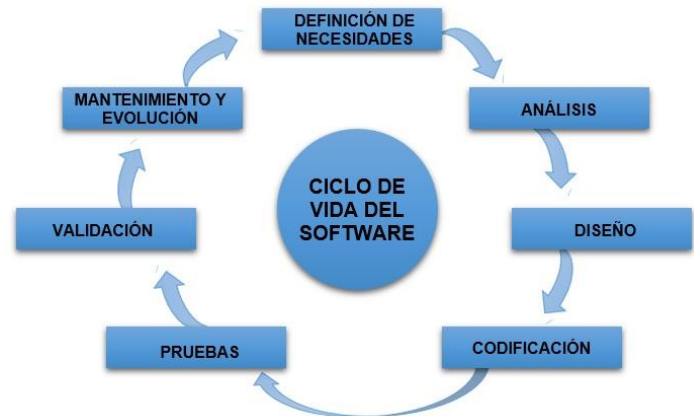 DEFINICIÓN DE
NECESIDADES
ANÁLISIS
DISEÑO
CODIFICACIÓN
PRUEBAS
VALIDACIÓN
MANTENIMIENTO Y
EVOLUCIÓN
CICLO DE
VIDA DEL
SOFTWARE